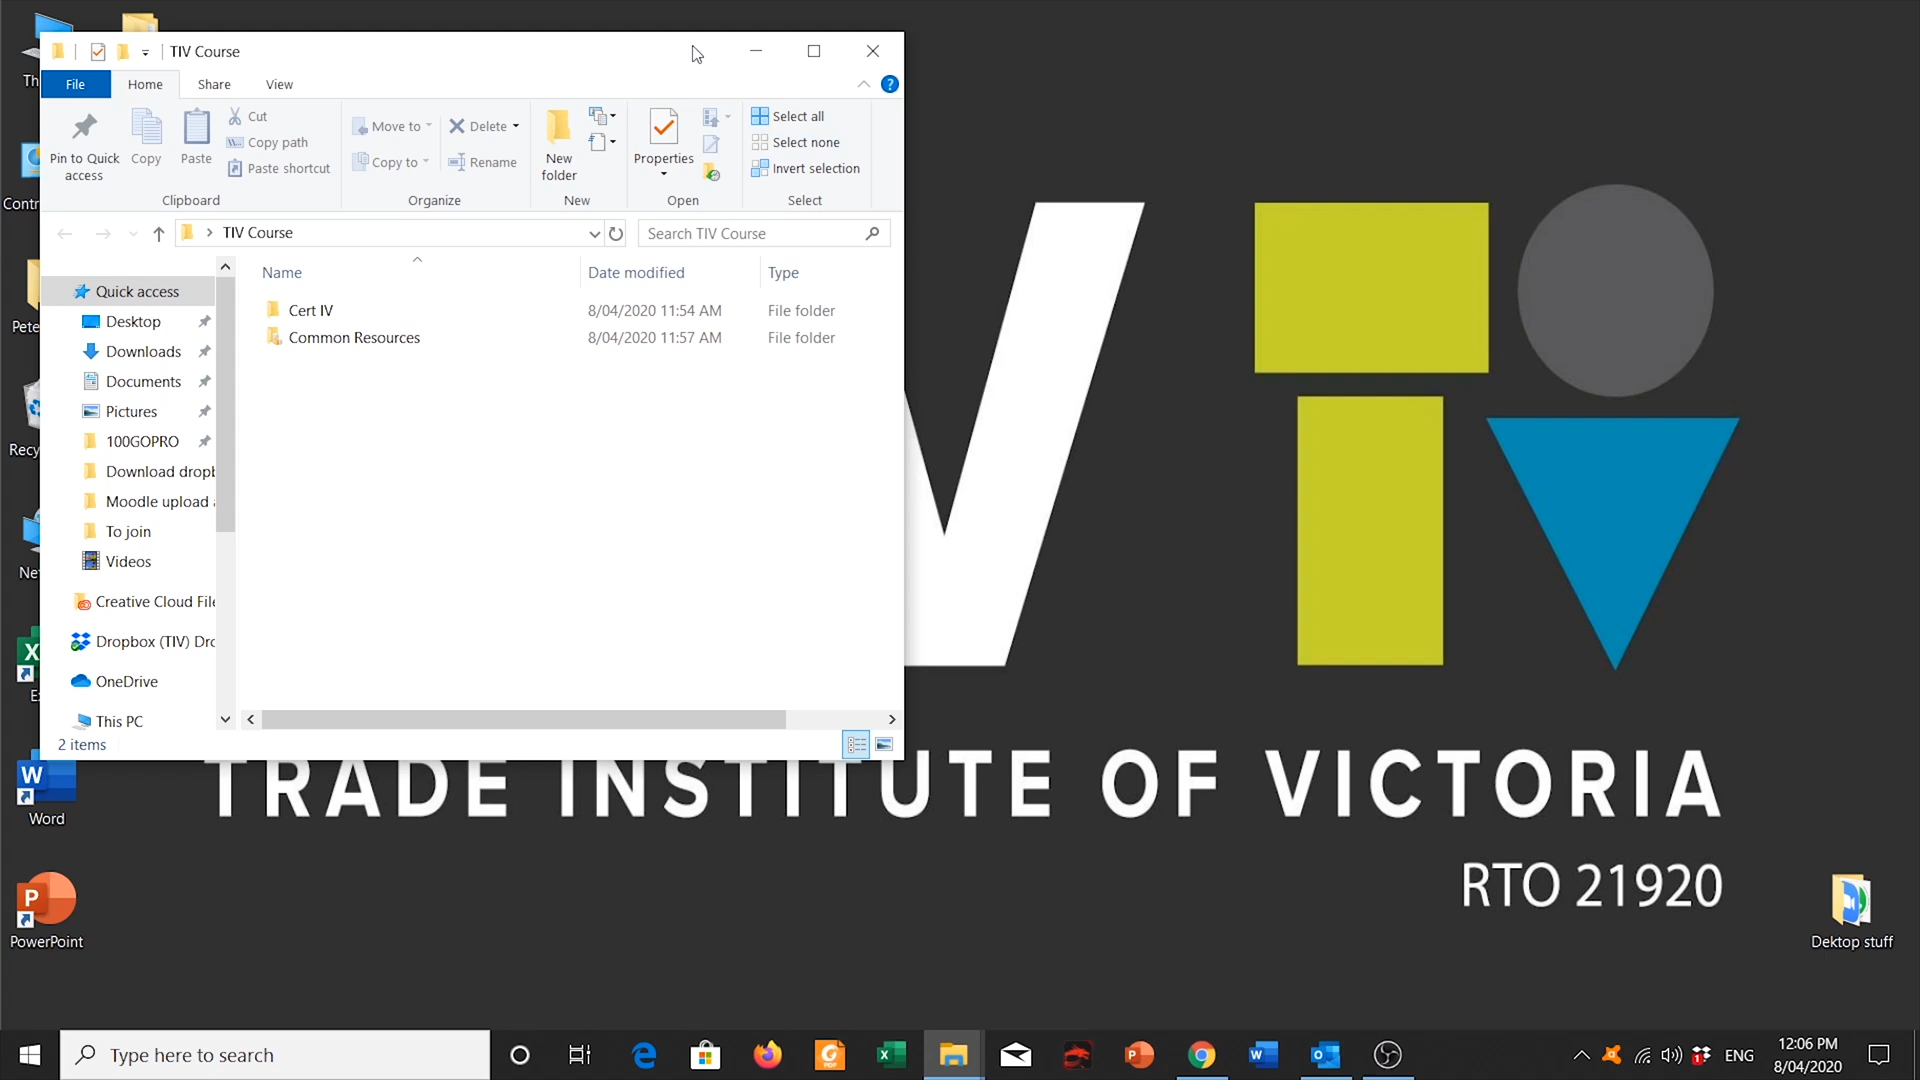 TIV Course
File
Home
Share
View
Pin to Quick access
Copy
Paste
Cut
Copy path
Paste shortcut
Clipboard
Move to
Copy to
Delete
Rename
Organize
New folder
New
Properties
Open
Select all
Select none
Invert selection
Select
TIV Course
Search TIV Course
Name
Date modified
Type
Cert IV
8/04/2020 11:54 AM
File folder
Common Resources
8/04/2020 11:57 AM
File folder
Quick access
Desktop
Downloads
Documents
Pictures
100GOPRO
Download dropb
Moodle upload
To join
Videos
Creative Cloud File
Dropbox (TIV) Dro
OneDrive
This PC
2 items
Th
Contr
Pete
Recy
Ne
Word
PowerPoint
TRADE INSTITUTE OF VICTORIA
RTO 21920
Dektop stuff
Type here to search
ENG
12:06 PM
8/04/2020